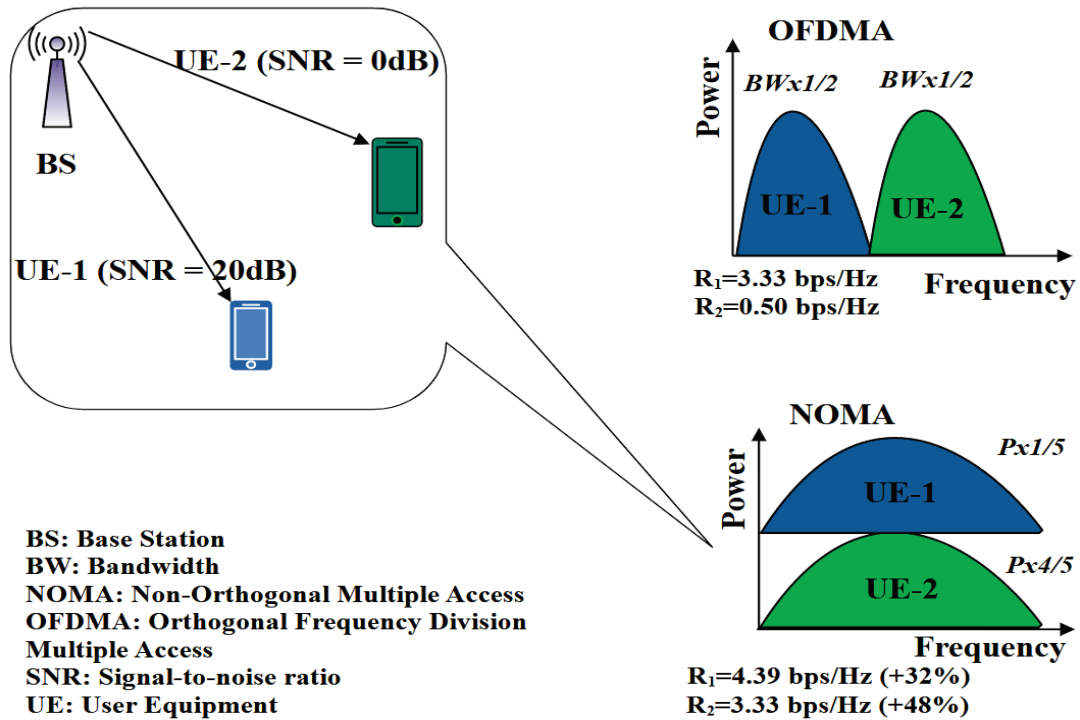 UE-2 (SNR = 0dB)
BS
UE-1 (SNR = 20dB)
OFDMA
BWx1/2
BWx1/2
Power
UE-1
UE-2
R₁=3.33 bps/Hz
R₂=0.50 bps/Hz
Frequency
NOMA
Px1/5
Power
UE-1
Px4/5
UE-2
Frequency
R₁=4.39 bps/Hz (+32%)
R₂=3.33 bps/Hz (+48%)
BS: Base Station
BW: Bandwidth
NOMA: Non-Orthogonal Multiple Access
OFDMA: Orthogonal Frequency Division
Multiple Access
SNR: Signal-to-noise ratio
UE: User Equipment